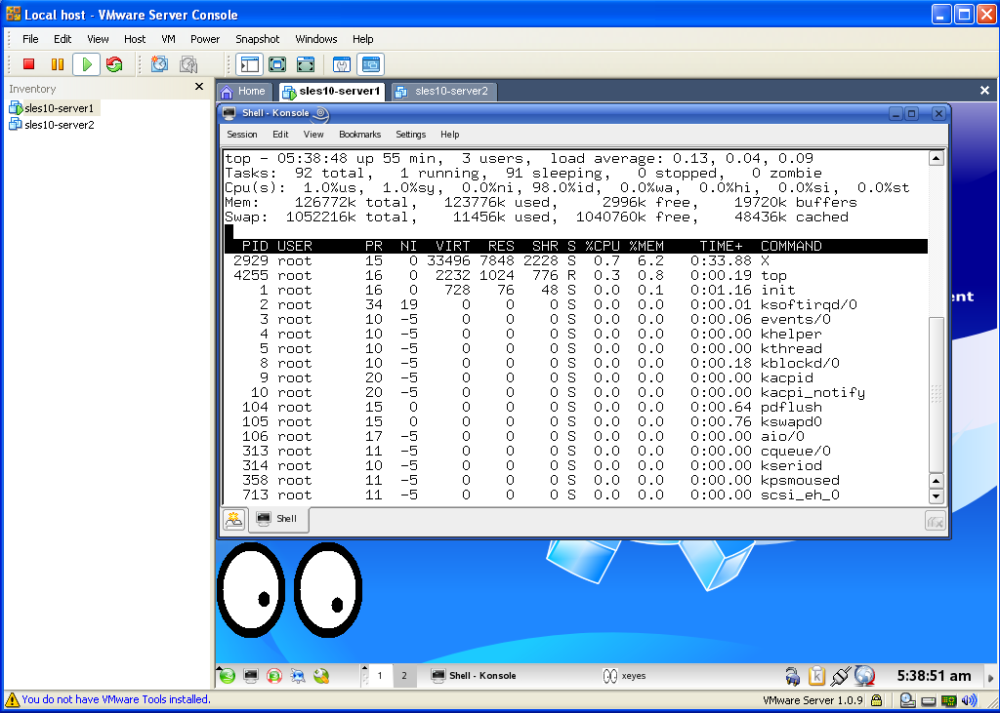 Local host - VMware Server Console
File Edit View Host VM Power Snapshot Windows Help
Inventory
sles10-server1
sles10-server2
Home sles10-server1 sles10-server2
Shell - Konsole
Session Edit View Bookmarks Settings Help
top - 05:38:48 up 55 min, 3 users, load average: 0.13, 0.04, 0.09
Tasks: 92 total, 1 running, 91 sleeping, 0 stopped, 0 zombie
Cpu(s): 1.0%us, 1.0%sy, 0.0%ni, 98.0%id, 0.0%wa, 0.0%hi, 0.0%si, 0.0%st
Mem: 126772k total, 123776k used, 2996k free, 19720k buffers
Swap: 1052216k total, 11456k used, 1040760k free, 48436k cached
PID USER PR NI VIRT RES SHR S %CPU %MEM TIME+ COMMAND
2929 root 15 0 33496 7848 2228 S 0.7 6.2 0:33.88 X
4255 root 16 0 2232 1024 776 R 0.3 0.8 0:00.19 top
1 root 16 0 728 76 48 S 0.0 0.1 0:01.16 init
2 root 34 19 0 0 0 S 0.0 0.0 0:00.01 ksoftirqd/0
3 root 10 -5 0 0 0 S 0.0 0.0 0:00.06 events/0
4 root 10 -5 0 0 0 S 0.0 0.0 0:00.00 khelper
5 root 10 -5 0 0 0 S 0.0 0.0 0:00.00 kthread
8 root 10 -5 0 0 0 S 0.0 0.0 0:00.18 kblockd/0
9 root 20 -5 0 0 0 S 0.0 0.0 0:00.00 kacpid
10 root 20 -5 0 0 0 S 0.0 0.0 0:00.00 kacpi_notify
104 root 15 0 0 0 0 S 0.0 0.0 0:00.64 pdflush
105 root 15 0 0 0 0 S 0.0 0.0 0:00.76 kswapd0
106 root 17 -5 0 0 0 S 0.0 0.0 0:00.00 aio/0
313 root 11 -5 0 0 0 S 0.0 0.0 0:00.00 cqueue/0
314 root 10 -5 0 0 0 S 0.0 0.0 0:00.00 kseriod
358 root 11 -5 0 0 0 S 0.0 0.0 0:00.00 kpsmoused
713 root 11 -5 0 0 0 S 0.0 0.0 0:00.00 scsi_eh_0
ent
Shell
1 2 Shell - Konsole xeyes 5:38:51 am
You do not have VMware Tools installed. VMware Server 1.0.9